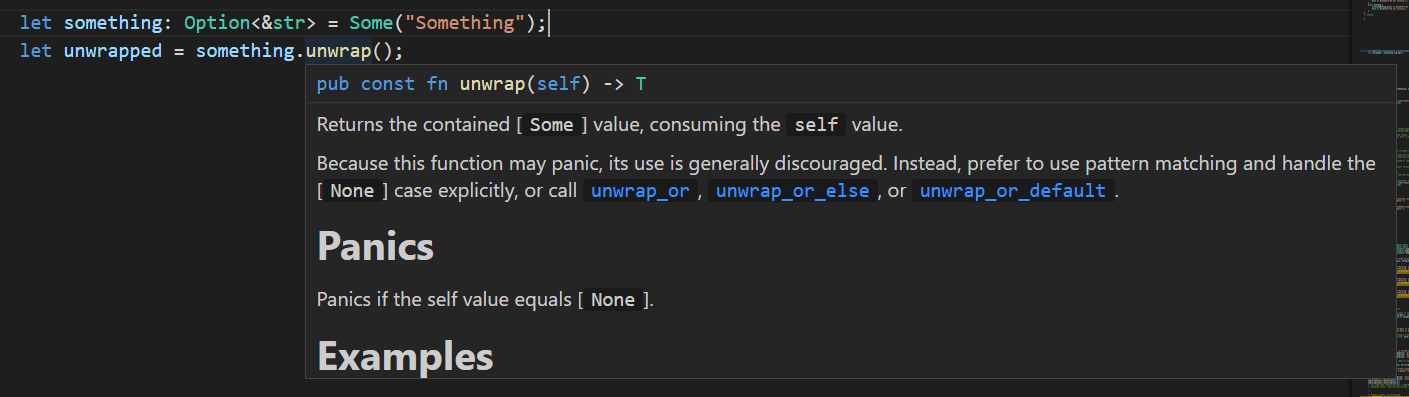 let something: Option<&str> = Some("Something");
let unwrapped = something.unwrap();
pub const fn unwrap(self) -> T
Returns the contained [ Some ] value, consuming the self value.
Because this function may panic, its use is generally discouraged. Instead, prefer to use pattern matching and handle the
[ None ] case explicitly, or call unwrap_or , unwrap_or_else , or unwrap_or_default .
Panics
Panics if the self value equals [ None ].
Examples